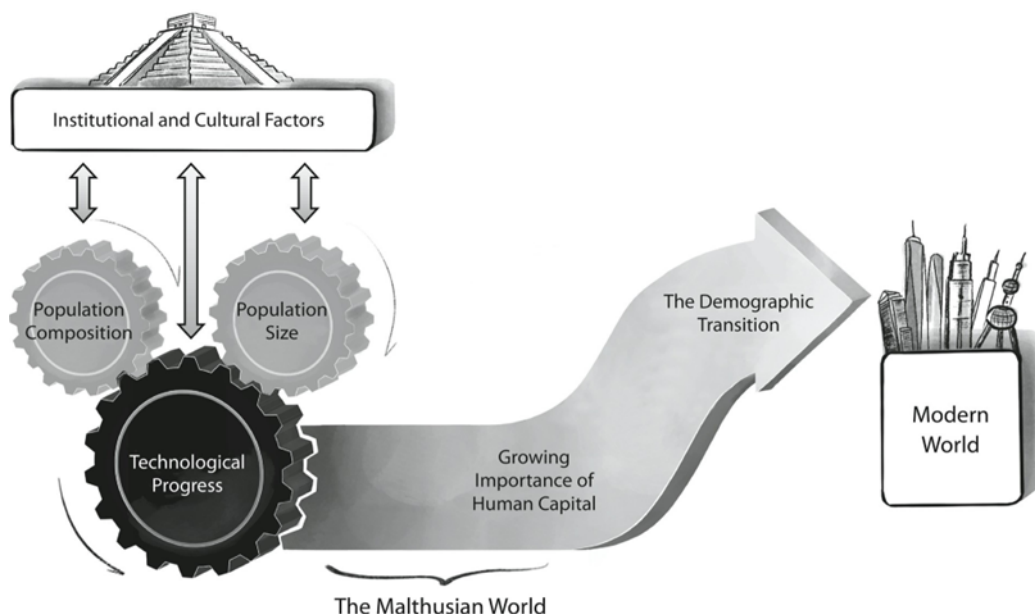 Institutional and Cultural Factors
Population
Composition
Population
Size
Technological
Progress
The Demographic
Transition
Growing
Importance of
Human Capital
Modern
World
The Malthusian World